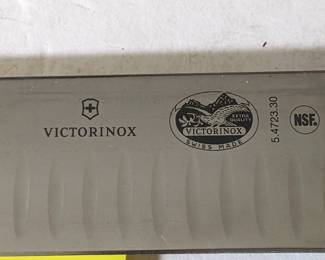 VICTORINOX
EXTRA
QUALITY
VICTORINOX
SWISS MADE
5.4723.30
NSF.